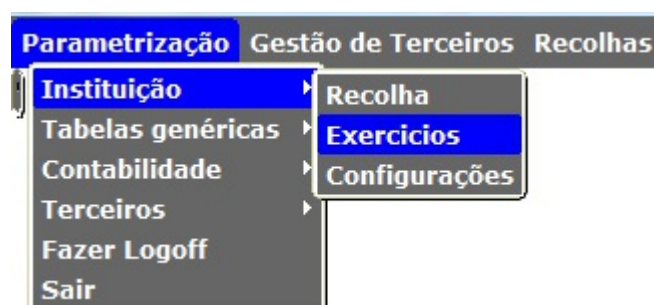 Parametrização Gestão de Terceiros Recolhas
Instituição
Tabelas genéricas
Contabilidade
Terceiros
Fazer Logoff
Sair
Recolha
Exercicios
Configurações